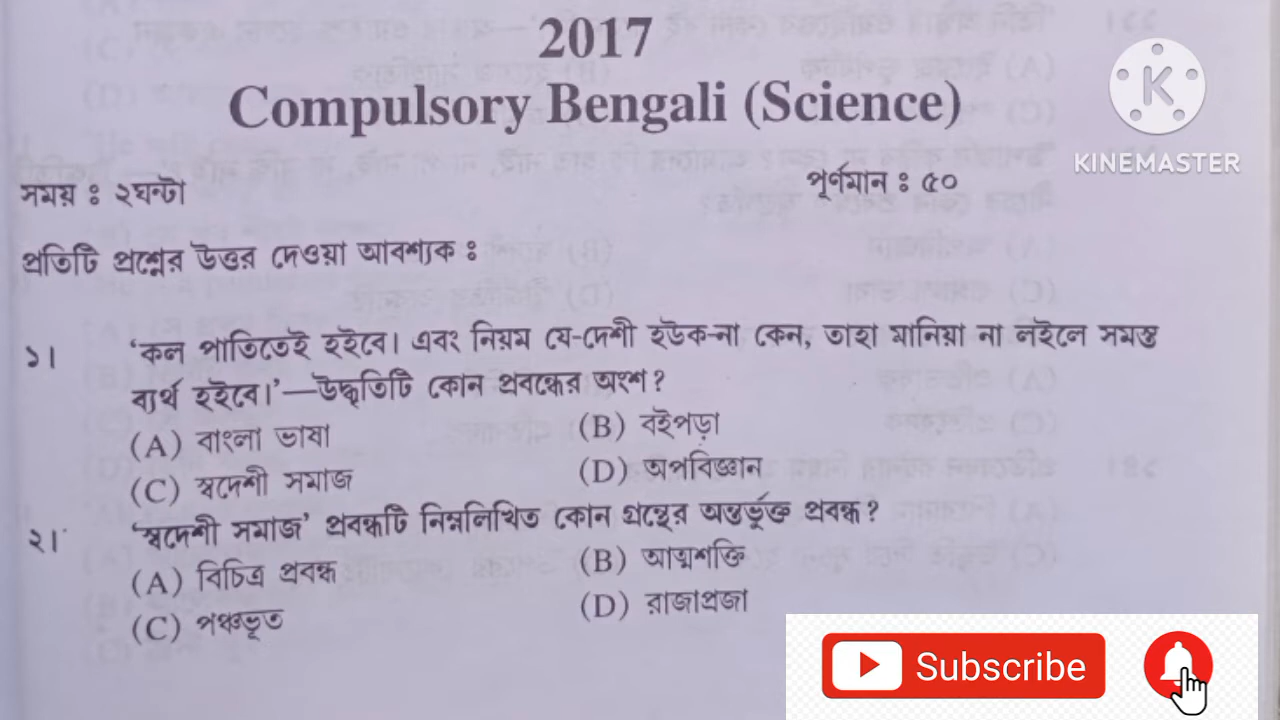 2017
Compulsory Bengali (Science)
K
KINEMASTER
সময় : ২ঘন্টা
পূর্ণমান : ৫০
প্রতিটি প্রশ্নের উত্তর দেওয়া আবশ্যক :
১। 'কল পাতিতেই হইবে। এবং নিয়ম যে-দেশী হউক-না কেন, তাহা মানিয়া না লইলে সমস্ত
ব্যর্থ হইবে।'—উদ্ধৃতিটি কোন প্রবন্ধের অংশ?
(A) বাংলা ভাষা (B) বইপড়া
(C) স্বদেশী সমাজ (D) অপবিজ্ঞান
২। 'স্বদেশী সমাজ' প্রবন্ধটি নিম্নলিখিত কোন গ্রন্থের অন্তর্ভূক্ত প্রবন্ধ?
(A) বিচিত্র প্রবন্ধ (B) আত্মশক্তি
(C) পঞ্চভূত (D) রাজাপ্রজা
Subscribe